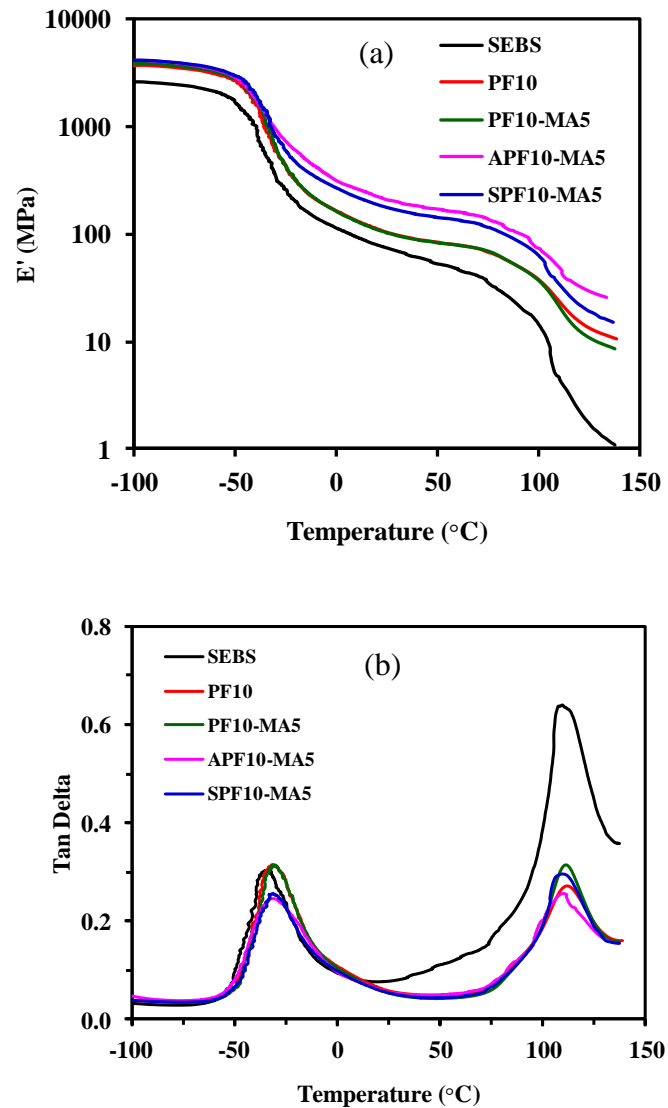 (a)
SEBS
PF10
PF10-MA5
APF10-MA5
SPF10-MA5
10000
1000
100
10
1
E' (MPa)
-100 -50 0 50 100 150
Temperature (°C)
(b)
SEBS
PF10
PF10-MA5
APF10-MA5
SPF10-MA5
0.8
0.6
0.4
0.2
0.0
Tan Delta
-100 -50 0 50 100 150
Temperature (°C)